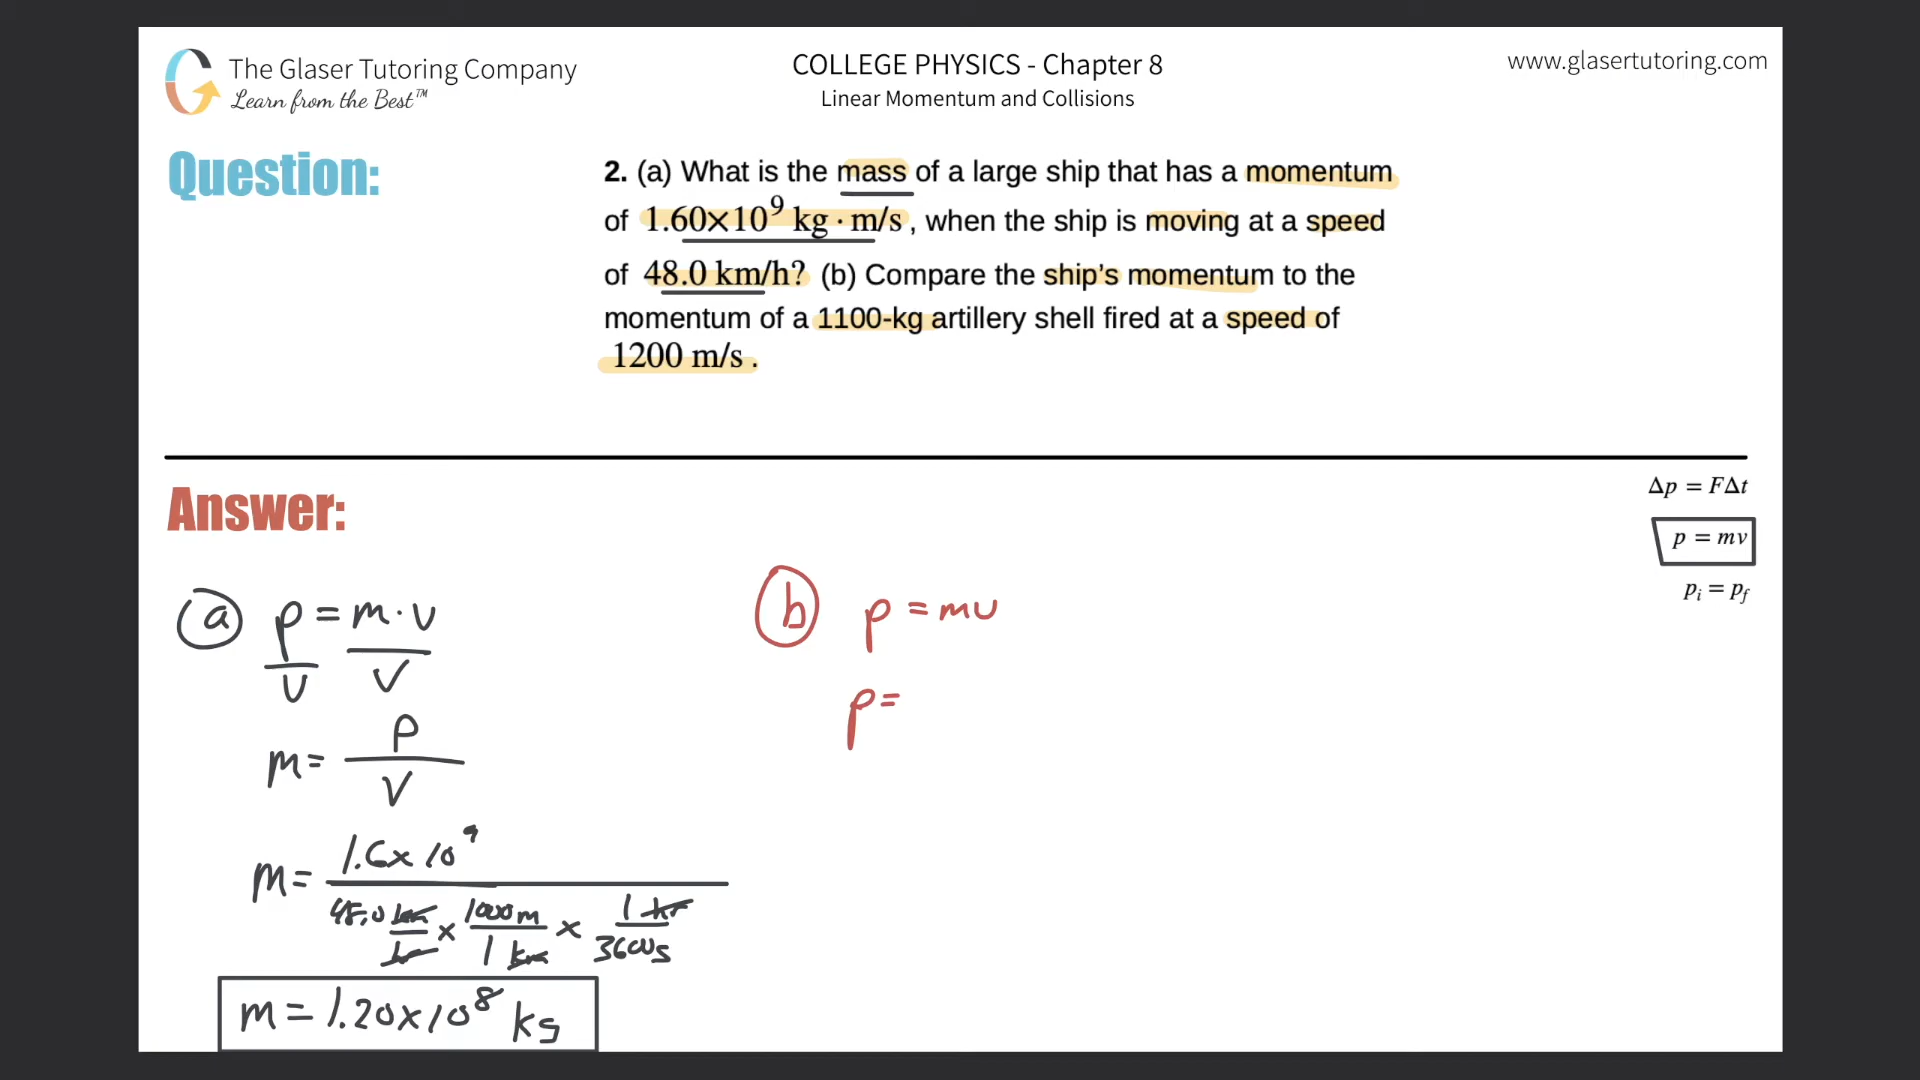 The Glaser Tutoring Company
Learn from the Best™
COLLEGE PHYSICS - Chapter 8
Linear Momentum and Collisions
www.glasertutoring.com
Question:
2. (a) What is the mass of a large ship that has a momentum
of 1.60×10⁹ kg · m/s , when the ship is moving at a speed
of 48.0 km/h? (b) Compare the ship's momentum to the
momentum of a 1100-kg artillery shell fired at a speed of
1200 m/s .
Answer:
Δp = FΔt
p = mv
pᵢ = p_f
(a) p/v = m·v/v
m = p/v
m = 1.6x10⁹ / (48.0 km/hr x 1000m/1 km x 1 hr/3600s)
m = 1.20x10⁸ kg
(b) p = mv
p =